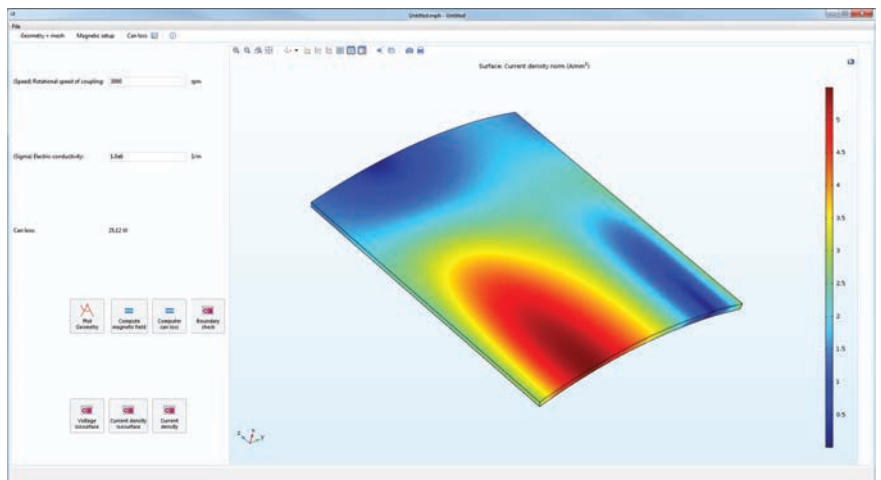 Untitled.mph - Untitled
File
Geometry + mesh Magnetic setup Can loss
Surface: Current density norm (A/mm²)
(Speed) Rotational speed of coupling: 3000 rpm
(Sigma) Electric conductivity: 1.0e6 S/m
Can loss: 25.12 W
Plot Geometry
Compute magnetic field
Computer can loss
Boundary check
Voltage isosurface
Current density isosurface
Current density
5
4.5
4
3.5
3
2.5
2
1.5
1
0.5
z
x
y